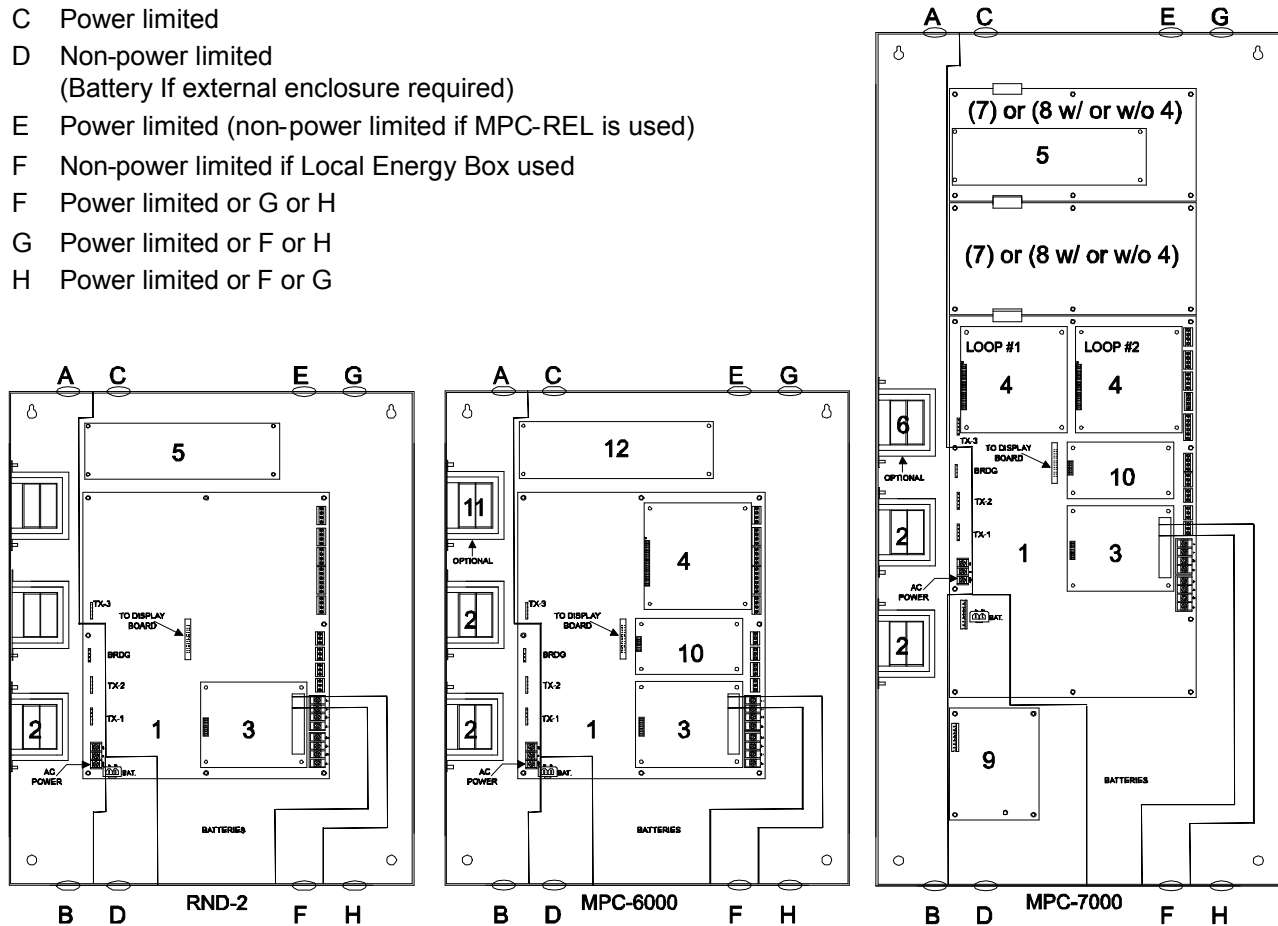 C Power limited
D Non-power limited
(Battery If external enclosure required)
E Power limited (non-power limited if MPC-REL is used)
F Non-power limited if Local Energy Box used
F Power limited or G or H
G Power limited or F or H
H Power limited or F or G
A C E G
5
TX-3
TO DISPLAY
BOARD
BRDG
TX-2
TX-1
2
1
3
AC
POWER
BAT.
BATTERIES
B D RND-2 F H
A C E G
12
11
OPTIONAL
4
TX-3
2
TO DISPLAY
BOARD
BRDG
10
TX-2
TX-1
2
1
3
AC
POWER
BAT.
BATTERIES
B D MPC-6000 F H
A C E G
(7) or (8 w/ or w/o 4)
5
(7) or (8 w/ or w/o 4)
LOOP #1 LOOP #2
4 4
6
OPTIONAL
TX-3
TO DISPLAY
BOARD
BRDG
10
TX-2
2
TX-1
1
3
AC
POWER
BAT.
2
9
BATTERIES
B D MPC-7000 F H